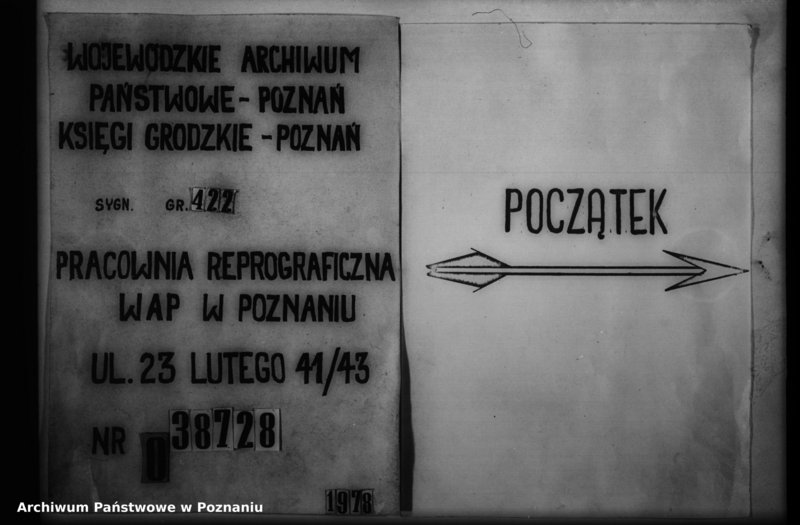 WOJEWÓDZKIE ARCHIWUM
PAŃSTWOWE - POZNAŃ
KSIĘGI GRODZKIE - POZNAŃ
SYGN. GR. 422
PRACOWNIA REPROGRAFICZNA
WAP W POZNANIU
UL. 23 LUTEGO 41/43
NR 0 38728
1978
POCZĄTEK
Archiwum Państwowe w Poznaniu